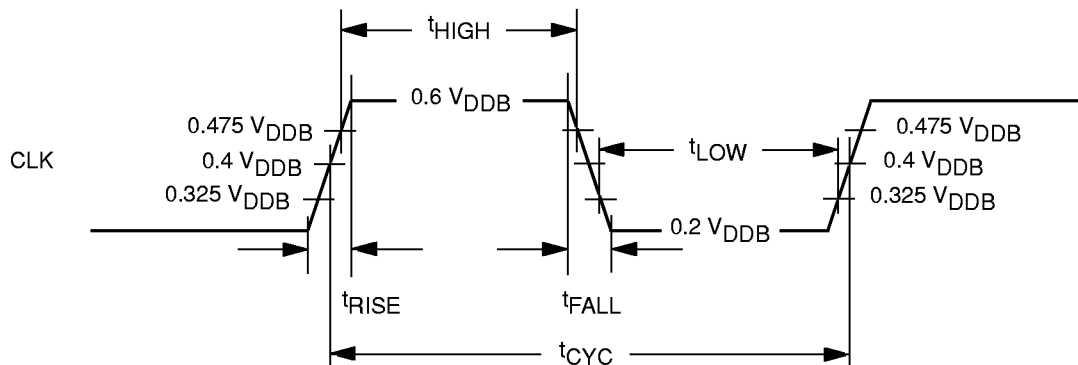 tHIGH
0.6 VDDB
0.475 VDDB
0.475 VDDB
CLK
0.4 VDDB
tLOW
0.4 VDDB
0.325 VDDB
0.325 VDDB
0.2 VDDB
tRISE
tFALL
tCYC